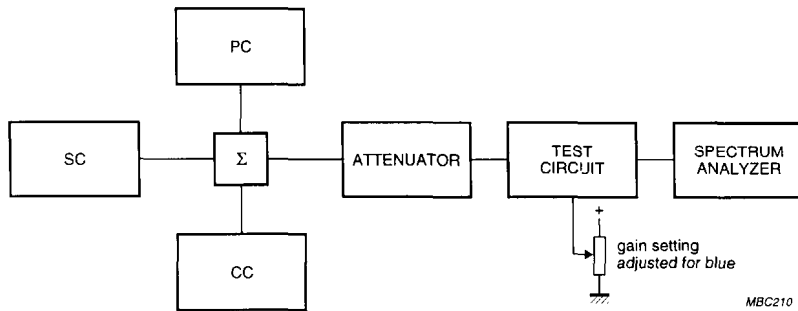 PC
SC
Σ
ATTENUATOR
TEST
CIRCUIT
SPECTRUM
ANALYZER
CC
+
gain setting
adjusted for blue
MBC210